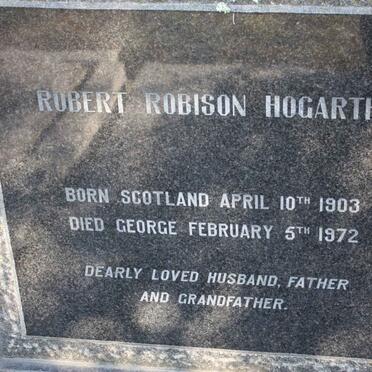 ROBERT ROBISON HOGARTH
BORN SCOTLAND APRIL 10TH 1903
DIED GEORGE FEBRUARY 5TH 1972
DEARLY LOVED HUSBAND, FATHER
AND GRANDFATHER.